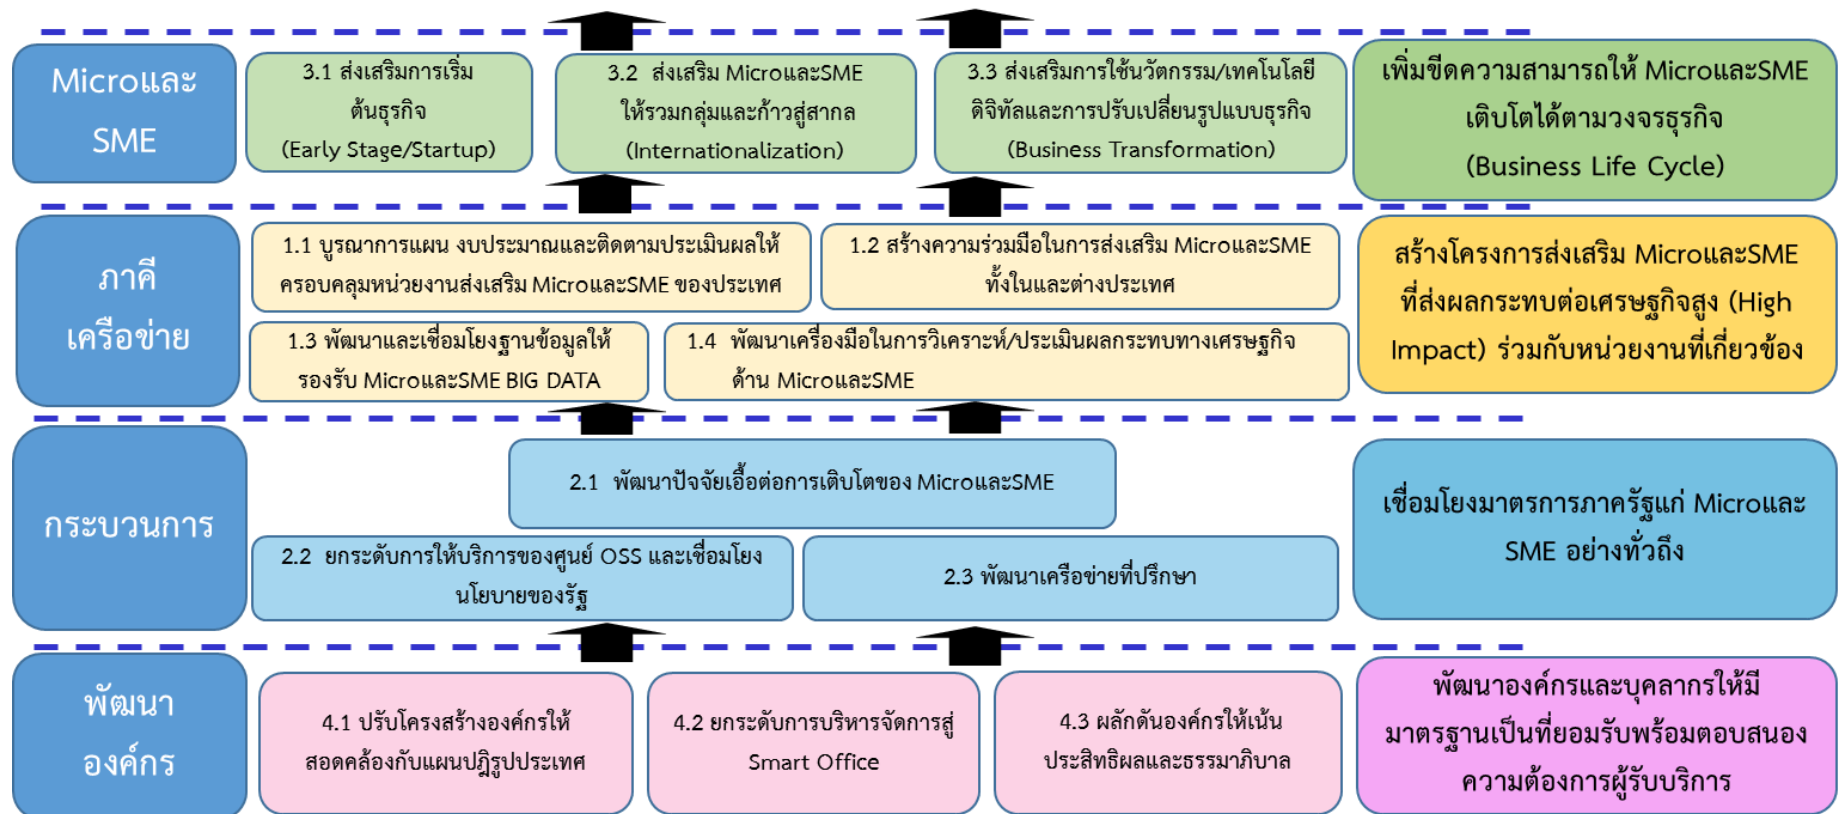 Microและ
SME
3.1 ส่งเสริมการเริ่ม
ต้นธุรกิจ
(Early Stage/Startup)
3.2 ส่งเสริม MicroและSME
ให้รวมกลุ่มและก้าวสู่สากล
(Internationalization)
3.3 ส่งเสริมการใช้นวัตกรรม/เทคโนโลยี
ดิจิทัลและการปรับเปลี่ยนรูปแบบธุรกิจ
(Business Transformation)
เพิ่มขีดความสามารถให้ MicroและSME
เติบโตได้ตามวงจรธุรกิจ
(Business Life Cycle)
ภาคี
เครือข่าย
1.1 บูรณาการแผน งบประมาณและติดตามประเมินผลให้
ครอบคลุมหน่วยงานส่งเสริม MicroและSME ของประเทศ
1.2 สร้างความร่วมมือในการส่งเสริม MicroและSME
ทั้งในและต่างประเทศ
1.3 พัฒนาและเชื่อมโยงฐานข้อมูลให้
รองรับ MicroและSME BIG DATA
1.4 พัฒนาเครื่องมือในการวิเคราะห์/ประเมินผลกระทบทางเศรษฐกิจ
ด้าน MicroและSME
สร้างโครงการส่งเสริม MicroและSME
ที่ส่งผลกระทบต่อเศรษฐกิจสูง (High
Impact) ร่วมกับหน่วยงานที่เกี่ยวข้อง
กระบวนการ
2.1 พัฒนาปัจจัยเอื้อต่อการเติบโตของ MicroและSME
2.2 ยกระดับการให้บริการของศูนย์ OSS และเชื่อมโยง
นโยบายของรัฐ
2.3 พัฒนาเครือข่ายที่ปรึกษา
เชื่อมโยงมาตรการภาครัฐแก่ Microและ
SME อย่างทั่วถึง
พัฒนา
องค์กร
4.1 ปรับโครงสร้างองค์กรให้
สอดคล้องกับแผนปฎิรูปประเทศ
4.2 ยกระดับการบริหารจัดการสู่
Smart Office
4.3 ผลักดันองค์กรให้เน้น
ประสิทธิผลและธรรมาภิบาล
พัฒนาองค์กรและบุคลากรให้มี
มาตรฐานเป็นที่ยอมรับพร้อมตอบสนอง
ความต้องการผู้รับบริการ